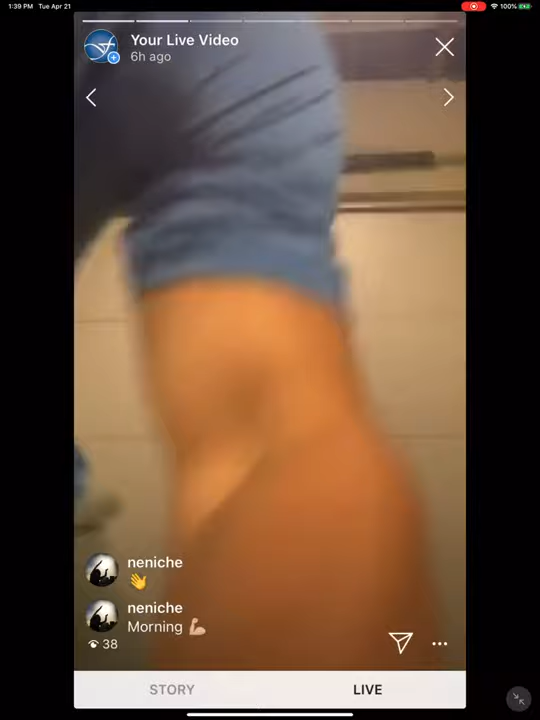 1:39 PM Tue Apr 21
100%
Your Live Video
6h ago
neniche
👋
neniche
Morning 💪🏼
38
STORY
LIVE